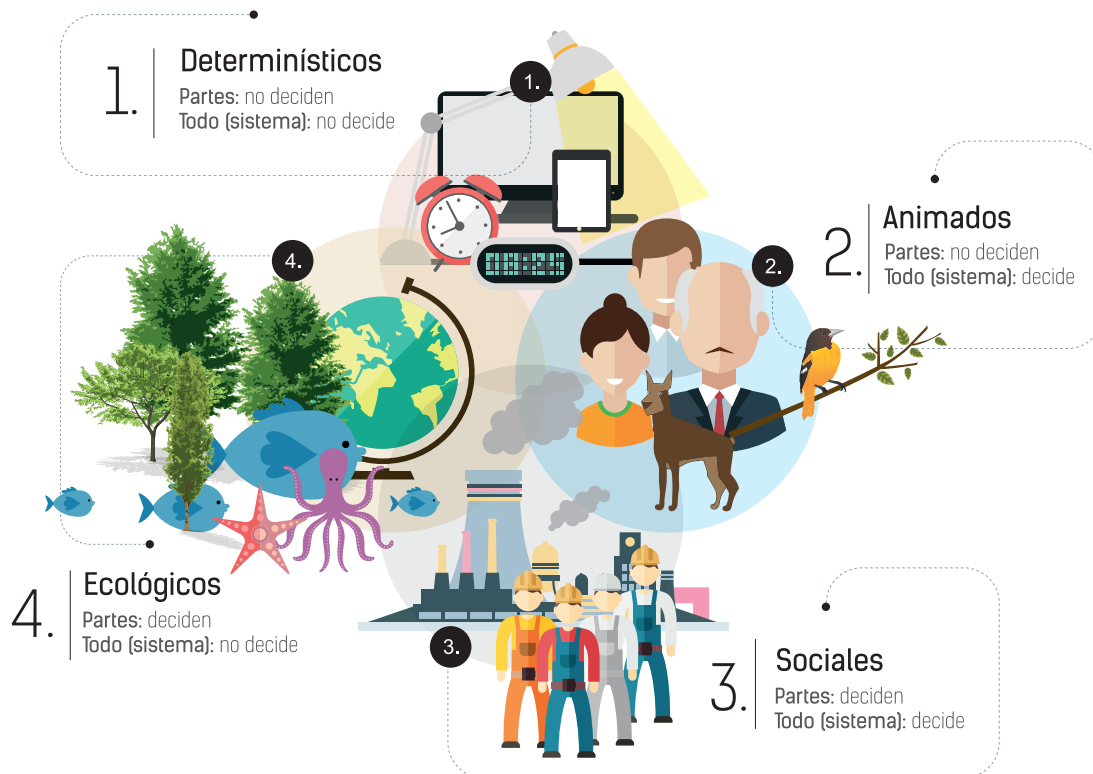 1.
Determinísticos
Partes: no deciden
Todo (sistema): no decide
1.
2.
Animados
Partes: no deciden
Todo (sistema): decide
2.
4.
4.
Ecológicos
Partes: deciden
Todo (sistema): no decide
3.
3.
Sociales
Partes: deciden
Todo (sistema): decide